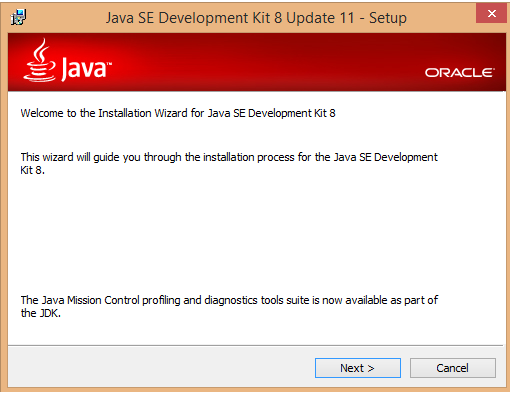 Java SE Development Kit 8 Update 11 - Setup
Java™
ORACLE®
Welcome to the Installation Wizard for Java SE Development Kit 8
This wizard will guide you through the installation process for the Java SE Development
Kit 8.
The Java Mission Control profiling and diagnostics tools suite is now available as part of
the JDK.
Next >
Cancel